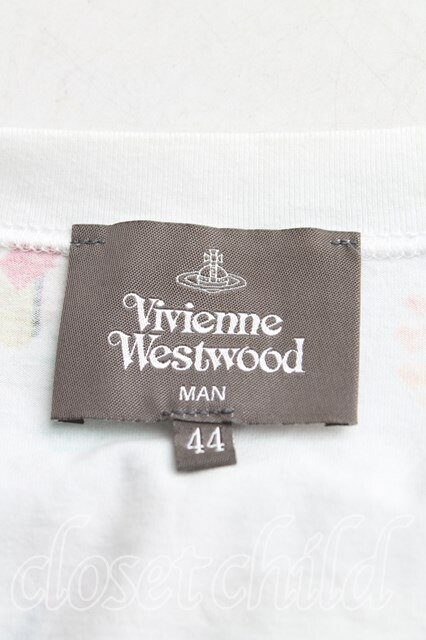 Vivienne
Westwood
MAN
44
closet child